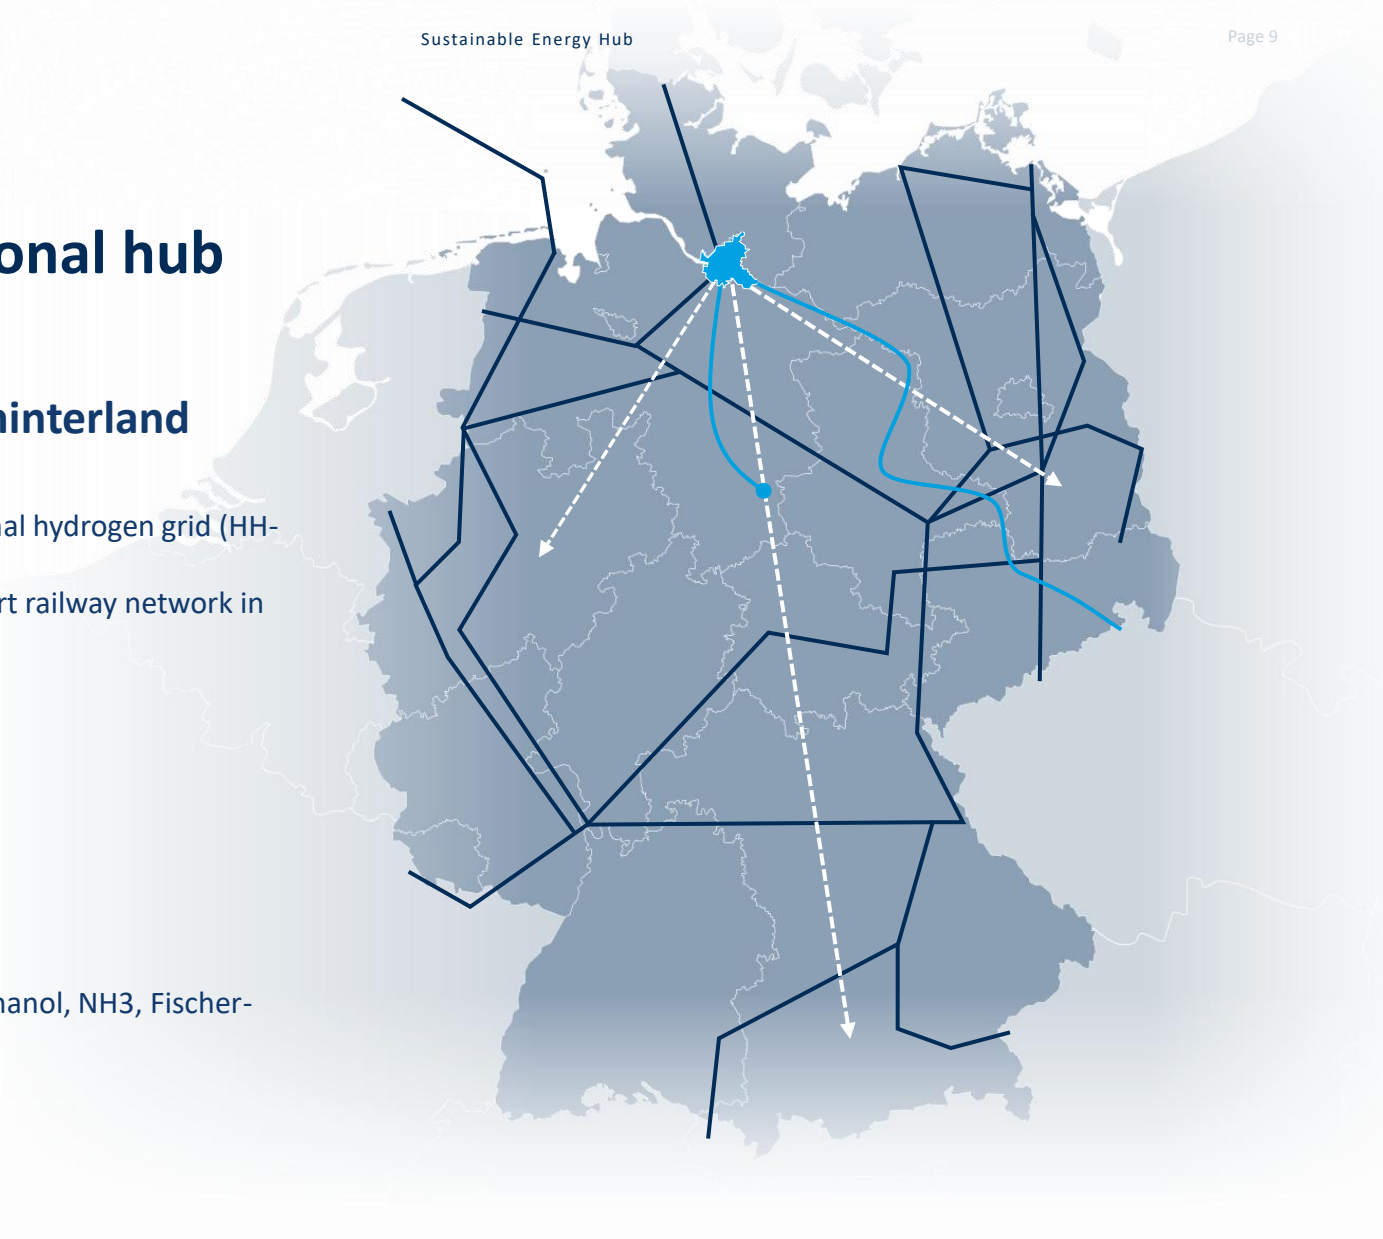 Sustainable Energy Hub
Page 9
onal hub
hinterland
nal hydrogen grid (HH-
rt railway network in
hanol, NH3, Fischer-